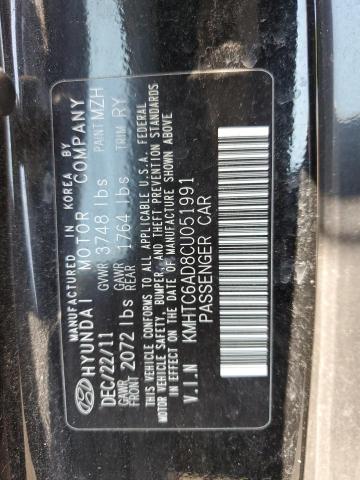 MANUFACTURED IN KOREA BY
HYUNDAI MOTOR COMPANY
DEC/22/11 GVWR 3748 lbs PAINT MZH
GAWR FRONT 2072 lbs GAWR REAR 1764 lbs TRIM RY
THIS VEHICLE CONFORMS TO ALL APPLICABLE U.S.A. FEDERAL
MOTOR VEHICLE SAFETY, BUMPER, AND THEFT PREVENTION STANDARDS
IN EFFECT ON THE DATE OF MANUFACTURE SHOWN ABOVE
V.I.N KMHTC6AD8CU051991
PASSENGER CAR